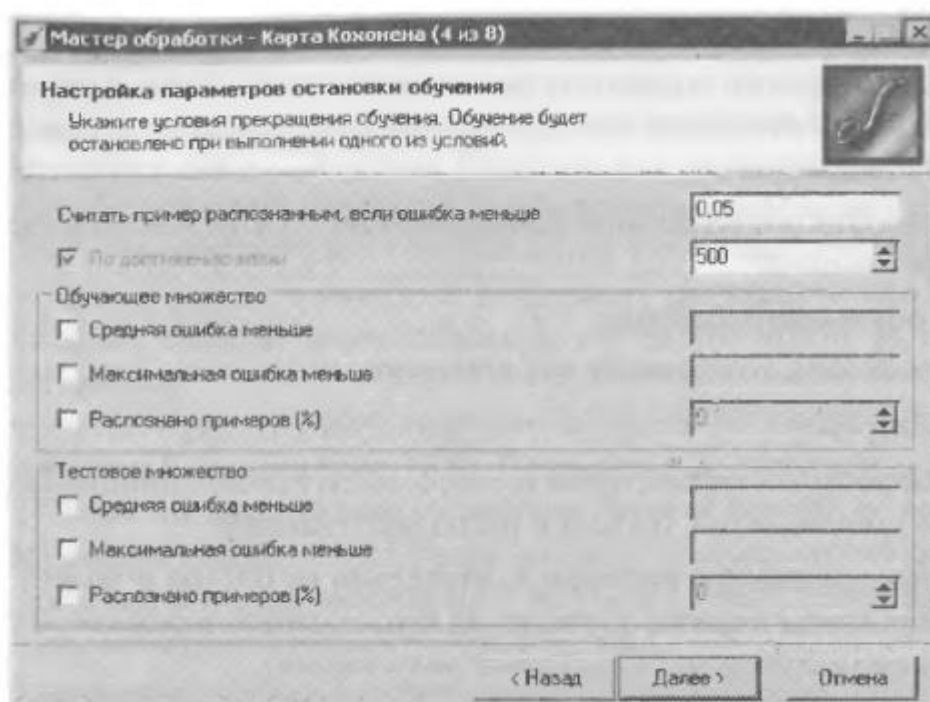 Мастер обработки - Карта Кохонена (4 из 8)
Настройка параметров остановки обучения
Укажите условия прекращения обучения. Обучение будет
остановлено при выполнении одного из условий.
Считать пример распознанным, если ошибка меньше 0,05
По достижению эпохи 500
Обучающее множество
Средняя ошибка меньше
Максимальная ошибка меньше
Распознано примеров (%) 0
Тестовое множество
Средняя ошибка меньше
Максимальная ошибка меньше
Распознано примеров (%) 0
< Назад Далее > Отмена